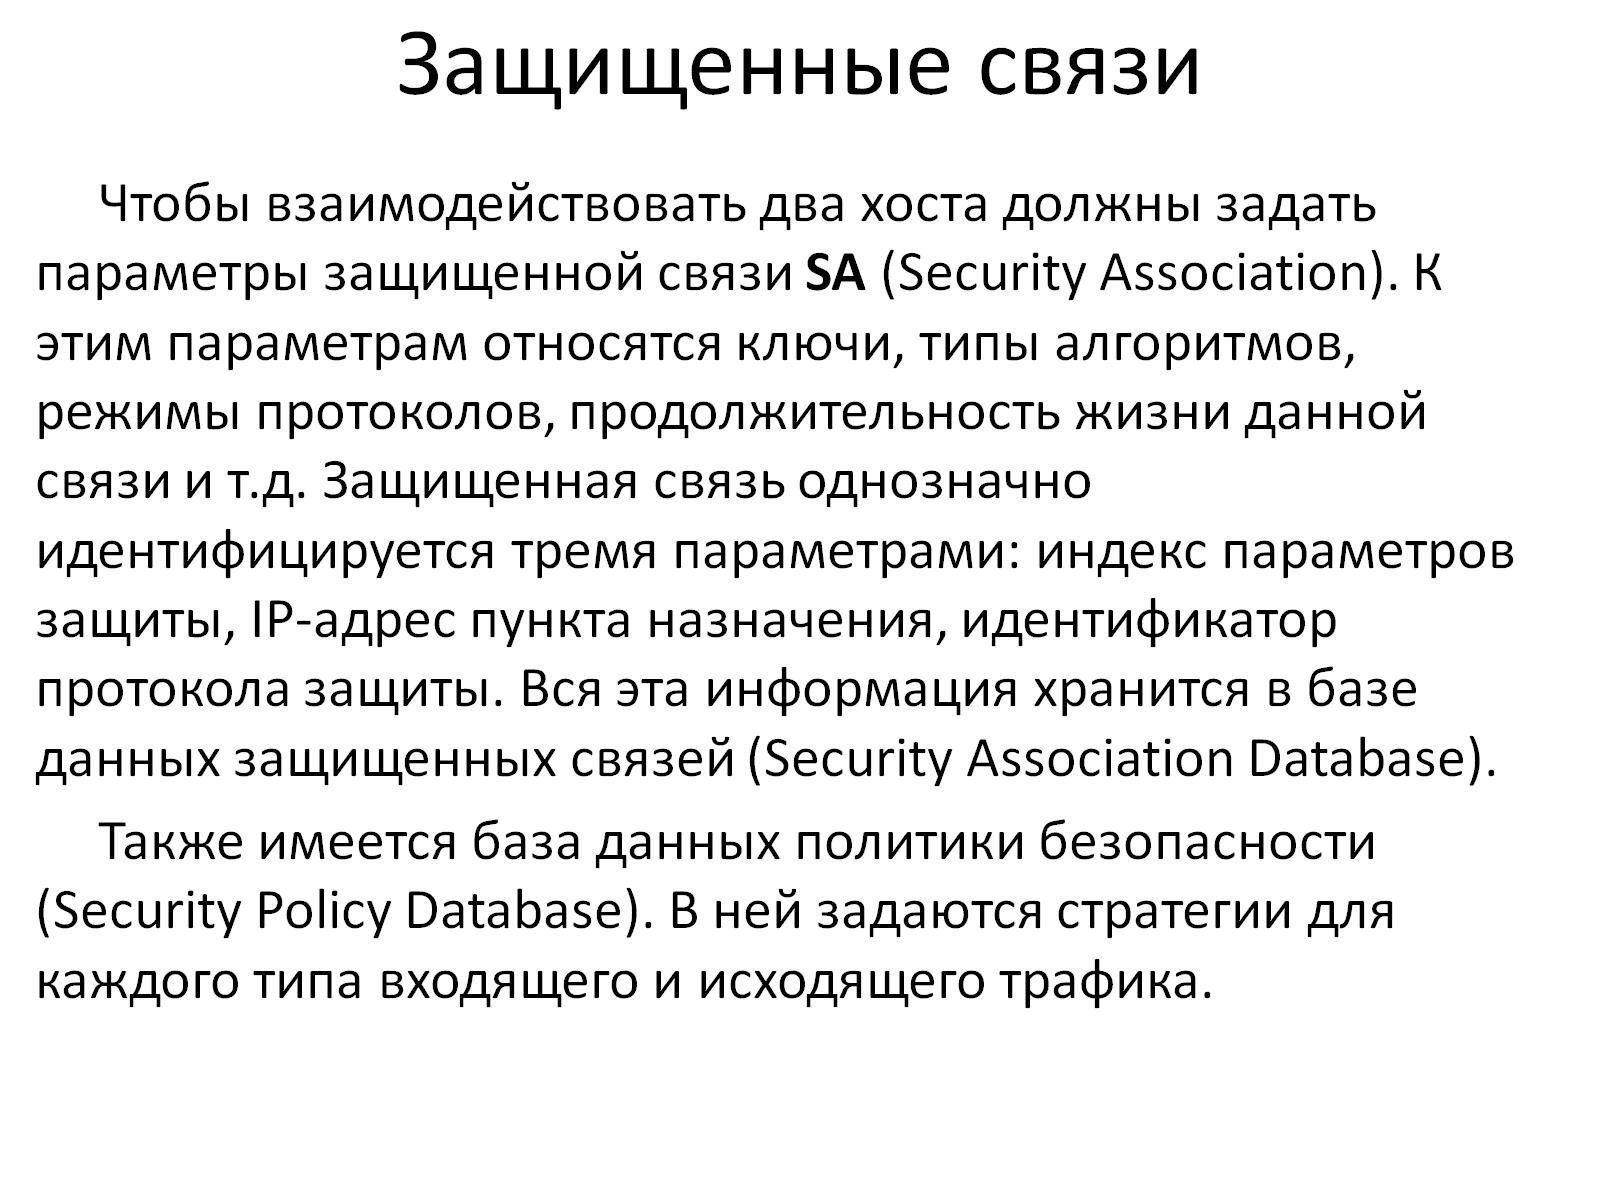 Защищенные связи
Чтобы взаимодействовать два хоста должны задать
параметры защищенной связи SA (Security Association). К
этим параметрам относятся ключи, типы алгоритмов,
режимы протоколов, продолжительность жизни данной
связи и т.д. Защищенная связь однозначно
идентифицируется тремя параметрами: индекс параметров
защиты, IP-адрес пункта назначения, идентификатор
протокола защиты. Вся эта информация хранится в базе
данных защищенных связей (Security Association Database).
Также имеется база данных политики безопасности
(Security Policy Database). В ней задаются стратегии для
каждого типа входящего и исходящего трафика.